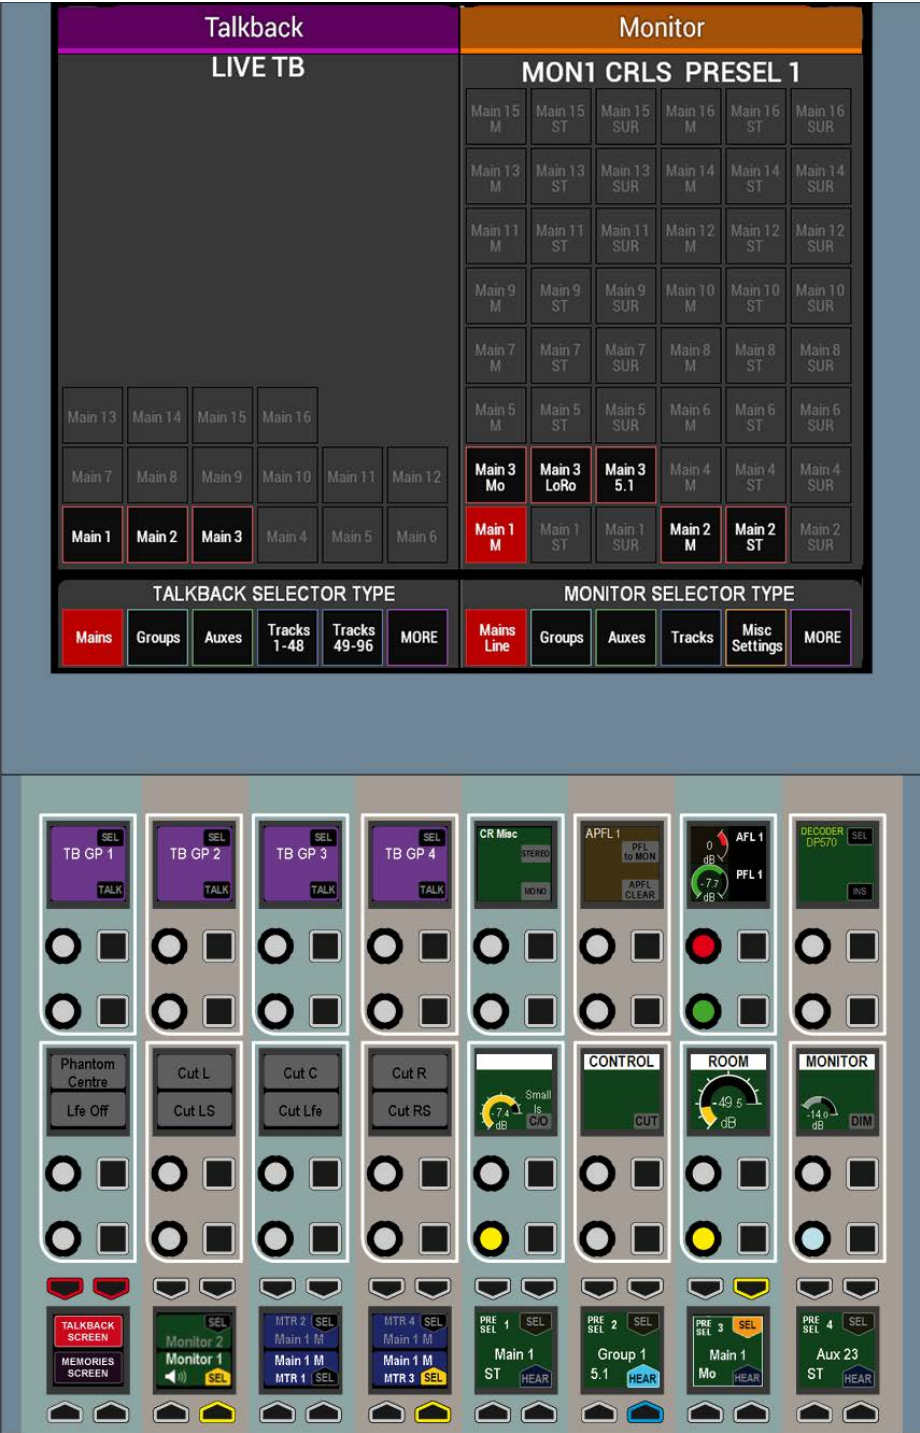 Talkback
Monitor
LIVE TB
MON1 CRLS PRESEL 1
Main 15 M
Main 15 ST
Main 15 SUR
Main 16 M
Main 16 ST
Main 16 SUR
Main 13 M
Main 13 ST
Main 13 SUR
Main 14 M
Main 14 ST
Main 14 SUR
Main 11 M
Main 11 ST
Main 11 SUR
Main 12 M
Main 12 ST
Main 12 SUR
Main 9 M
Main 9 ST
Main 9 SUR
Main 10 M
Main 10 ST
Main 10 SUR
Main 7 M
Main 7 ST
Main 7 SUR
Main 8 M
Main 8 ST
Main 8 SUR
Main 13
Main 14
Main 15
Main 16
Main 5 M
Main 5 ST
Main 5 SUR
Main 6 M
Main 6 ST
Main 6 SUR
Main 7
Main 8
Main 9
Main 10
Main 11
Main 12
Main 3 Mo
Main 3 LoRo
Main 3 5.1
Main 4 M
Main 4 ST
Main 4 SUR
Main 1
Main 2
Main 3
Main 4
Main 5
Main 6
Main 1 M
Main 1 ST
Main 1 SUR
Main 2 M
Main 2 ST
Main 2 SUR
TALKBACK SELECTOR TYPE
MONITOR SELECTOR TYPE
Mains
Groups
Auxes
Tracks 1-48
Tracks 49-96
MORE
Mains Line
Groups
Auxes
Tracks
Misc Settings
MORE
SEL
TB GP 1
TALK
SEL
TB GP 2
TALK
SEL
TB GP 3
TALK
SEL
TB GP 4
TALK
CR Misc
STEREO
MONO
APFL 1
PFL to MON
APFL CLEAR
AFL 1
0
dB
PFL 1
-7.7
dB
DECODER
DP570
SEL
INS
Phantom Centre
Lfe Off
Cut L
Cut LS
Cut C
Cut Lfe
Cut R
Cut RS
Small ls
-7.4
dB
C/O
CONTROL
CUT
ROOM
-49.5
dB
MONITOR
-14.0
dB
DIM
TALKBACK SCREEN
MEMORIES SCREEN
SEL
Monitor 2
Monitor 1
SEL
MTR 2 SEL
Main 1 M
Main 1 M
MTR 1 SEL
MTR 4 SEL
Main 1 M
Main 1 M
MTR 3 SEL
PRE SEL 1 SEL
Main 1
ST HEAR
PRE SEL 2 SEL
Group 1
5.1 HEAR
PRE SEL 3 SEL
Main 1
Mo HEAR
PRE SEL 4 SEL
Aux 23
ST HEAR